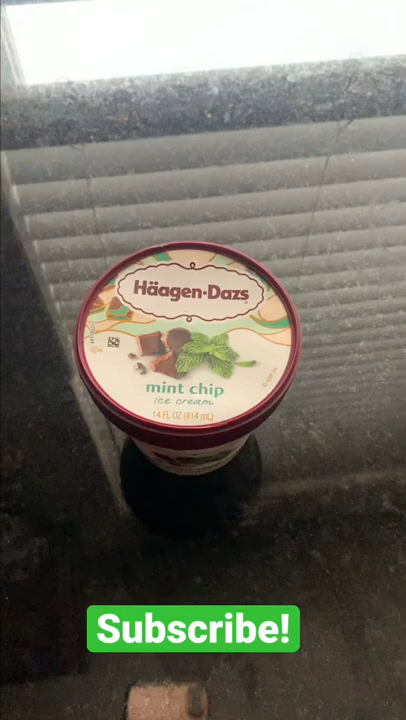 Häagen-Dazs
mint chip
ice cream
14 FL OZ (414 mL)
Subscribe!